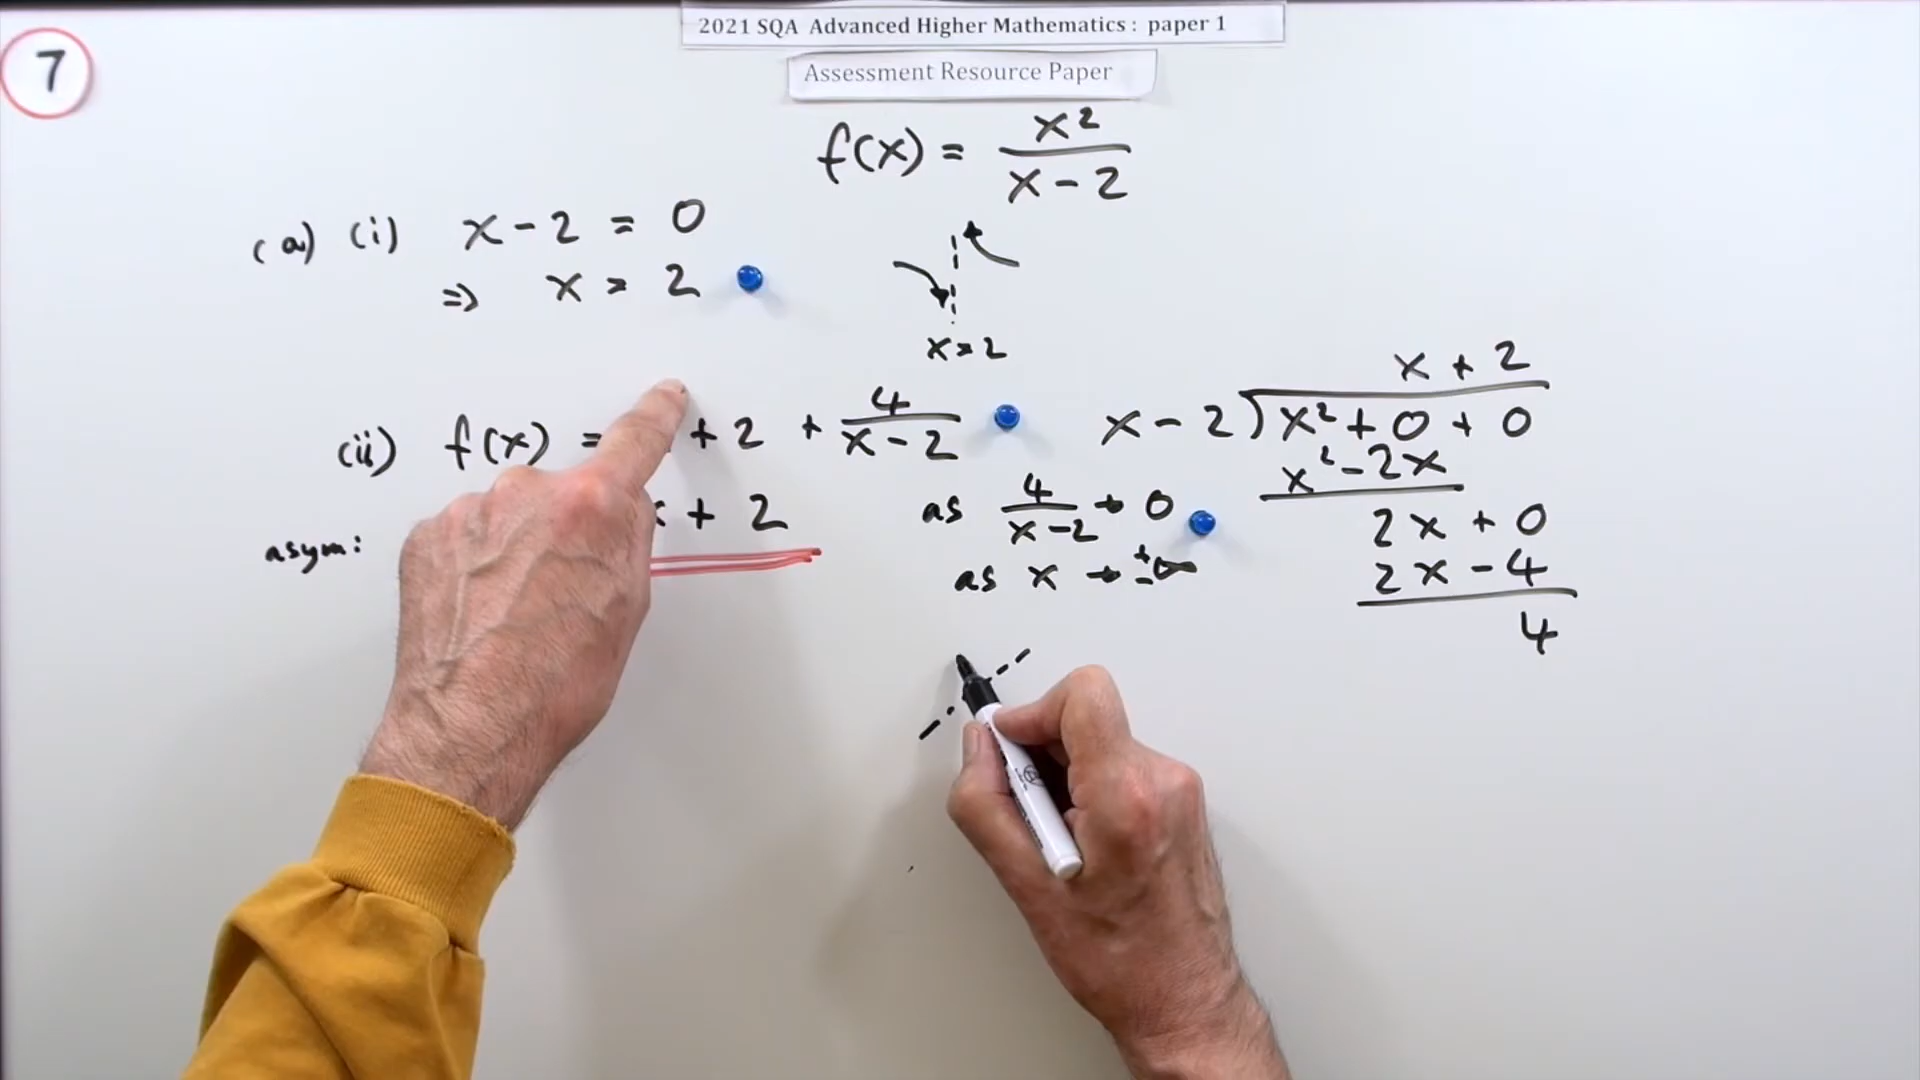 7
2021 SQA Advanced Higher Mathematics : paper 1
Assessment Resource Paper
f(x) = x² / (x - 2)
(a) (i) x - 2 = 0
⇒ x = 2
x = 2
(ii) f(x) = + 2 + 4 / (x - 2)
asym: x + 2
as 4 / (x - 2) → 0
as x → ±∞
x + 2
x - 2 ) x² + 0 + 0
x² - 2x
2x + 0
2x - 4
4